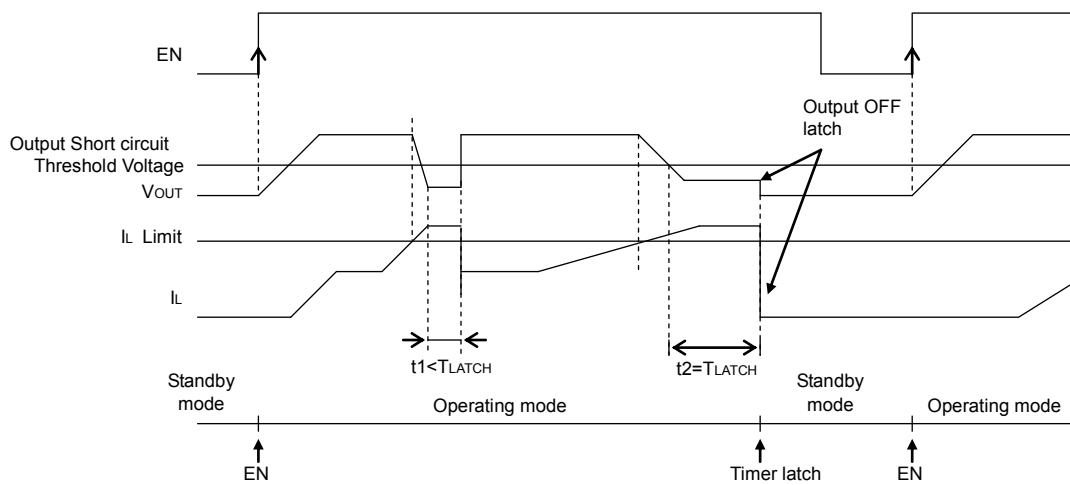 EN
Output OFF
latch
Output Short circuit
Threshold Voltage
VOUT
IL Limit
IL
t1<TLATCH
t2=TLATCH
Standby
mode
Operating mode
Standby
mode
Operating mode
EN
Timer latch
EN